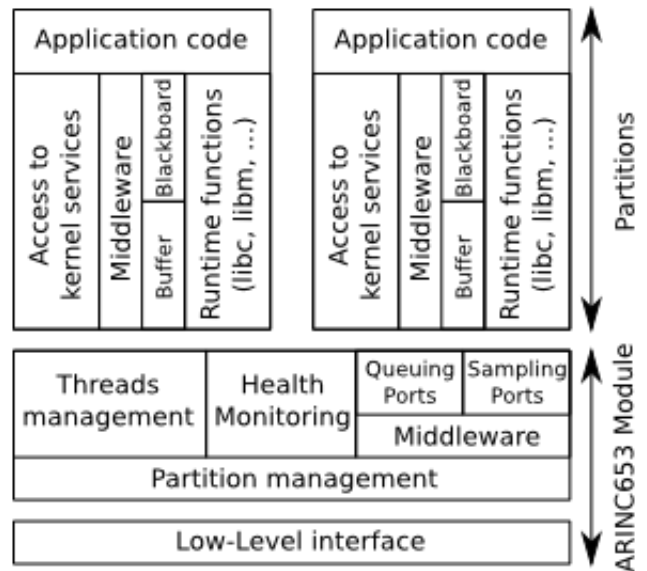 Application code
Access to
kernel services
Middleware
Blackboard
Buffer
Runtime functions
(libc, libm, ...)
Application code
Access to
kernel services
Middleware
Blackboard
Buffer
Runtime functions
(libc, libm, ...)
Partitions
Threads
management
Health
Monitoring
Queuing
Ports
Sampling
Ports
Middleware
Partition management
Low-Level interface
ARINC653 Module